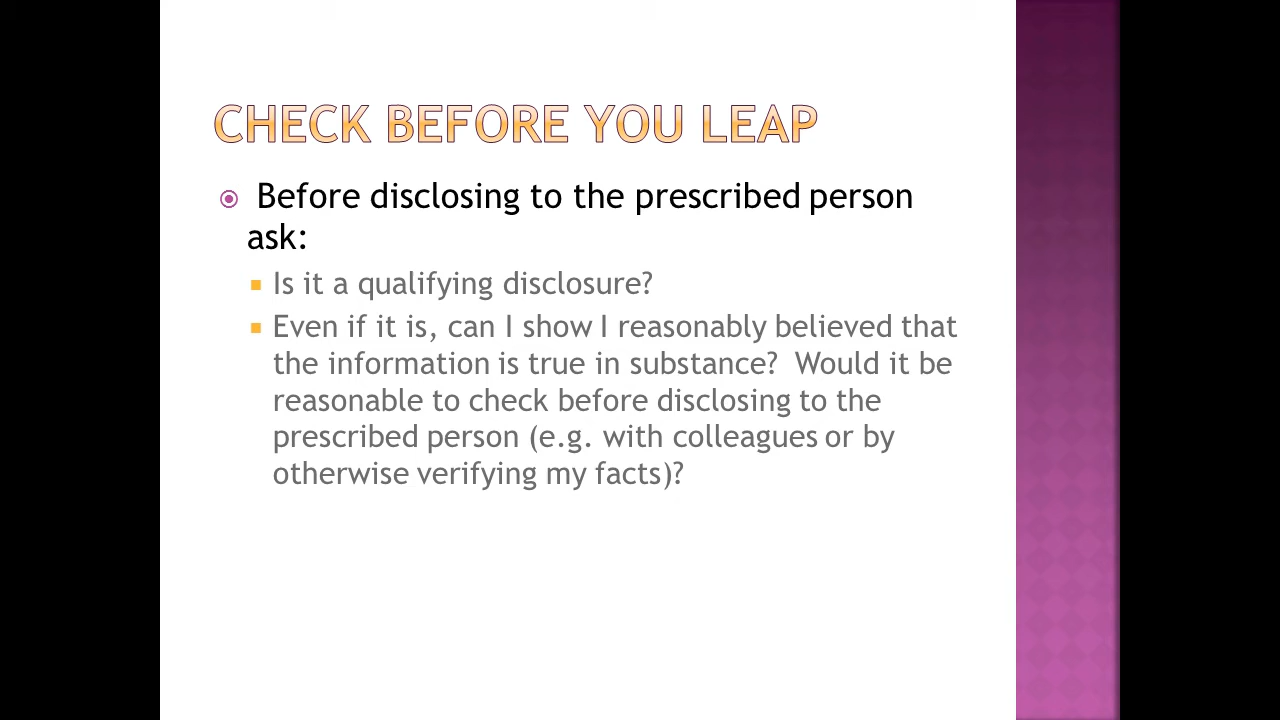 CHECK BEFORE YOU LEAP
Before disclosing to the prescribed person
ask:
Is it a qualifying disclosure?
Even if it is, can I show I reasonably believed that
the information is true in substance?  Would it be
reasonable to check before disclosing to the
prescribed person (e.g. with colleagues or by
otherwise verifying my facts)?